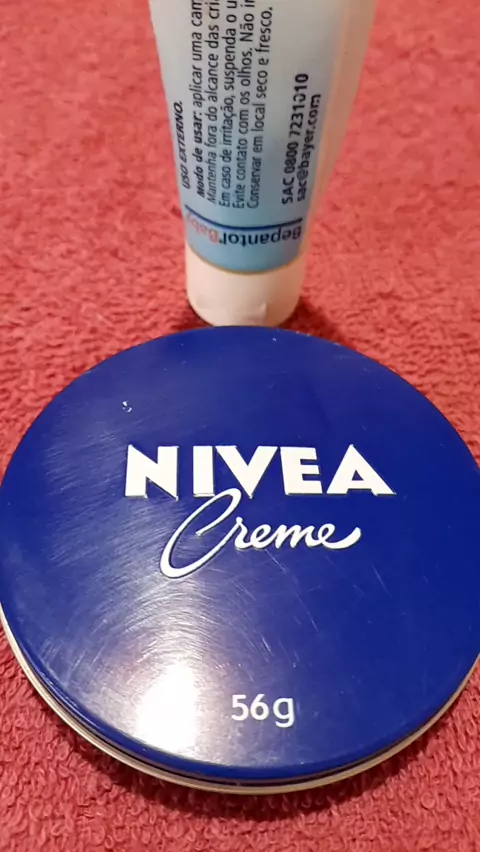 USO EXTERNO.
Modo de usar: aplicar uma cam
Mantenha fora do alcance das cri
Em caso de irritação, suspenda o u
Evite contato com os olhos. Não in
Conservar em local seco e fresco.
SAC 0800 7231010
sac@bayer.com
Bepantol Baby
NIVEA
Creme
56g